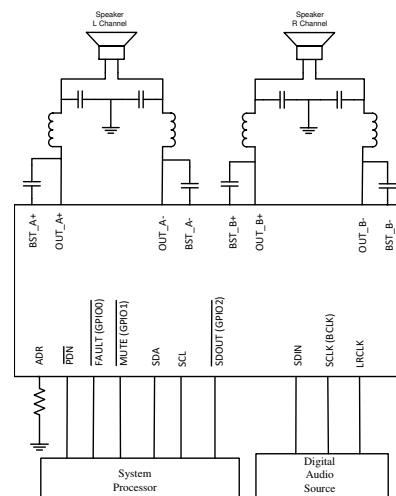 Speaker
L Channel
Speaker
R Channel
BST_A+
OUT_A+
OUT_A-
BST_A-
BST_B+
OUT_B+
OUT_B-
BST_B-
ADR
PDN
FAULT (GPIO0)
MUTE (GPIO1)
SDA
SCL
SDOUT (GPIO2)
SDIN
SCLK (BCLK)
LRCLK
System
Processor
Digital
Audio
Source